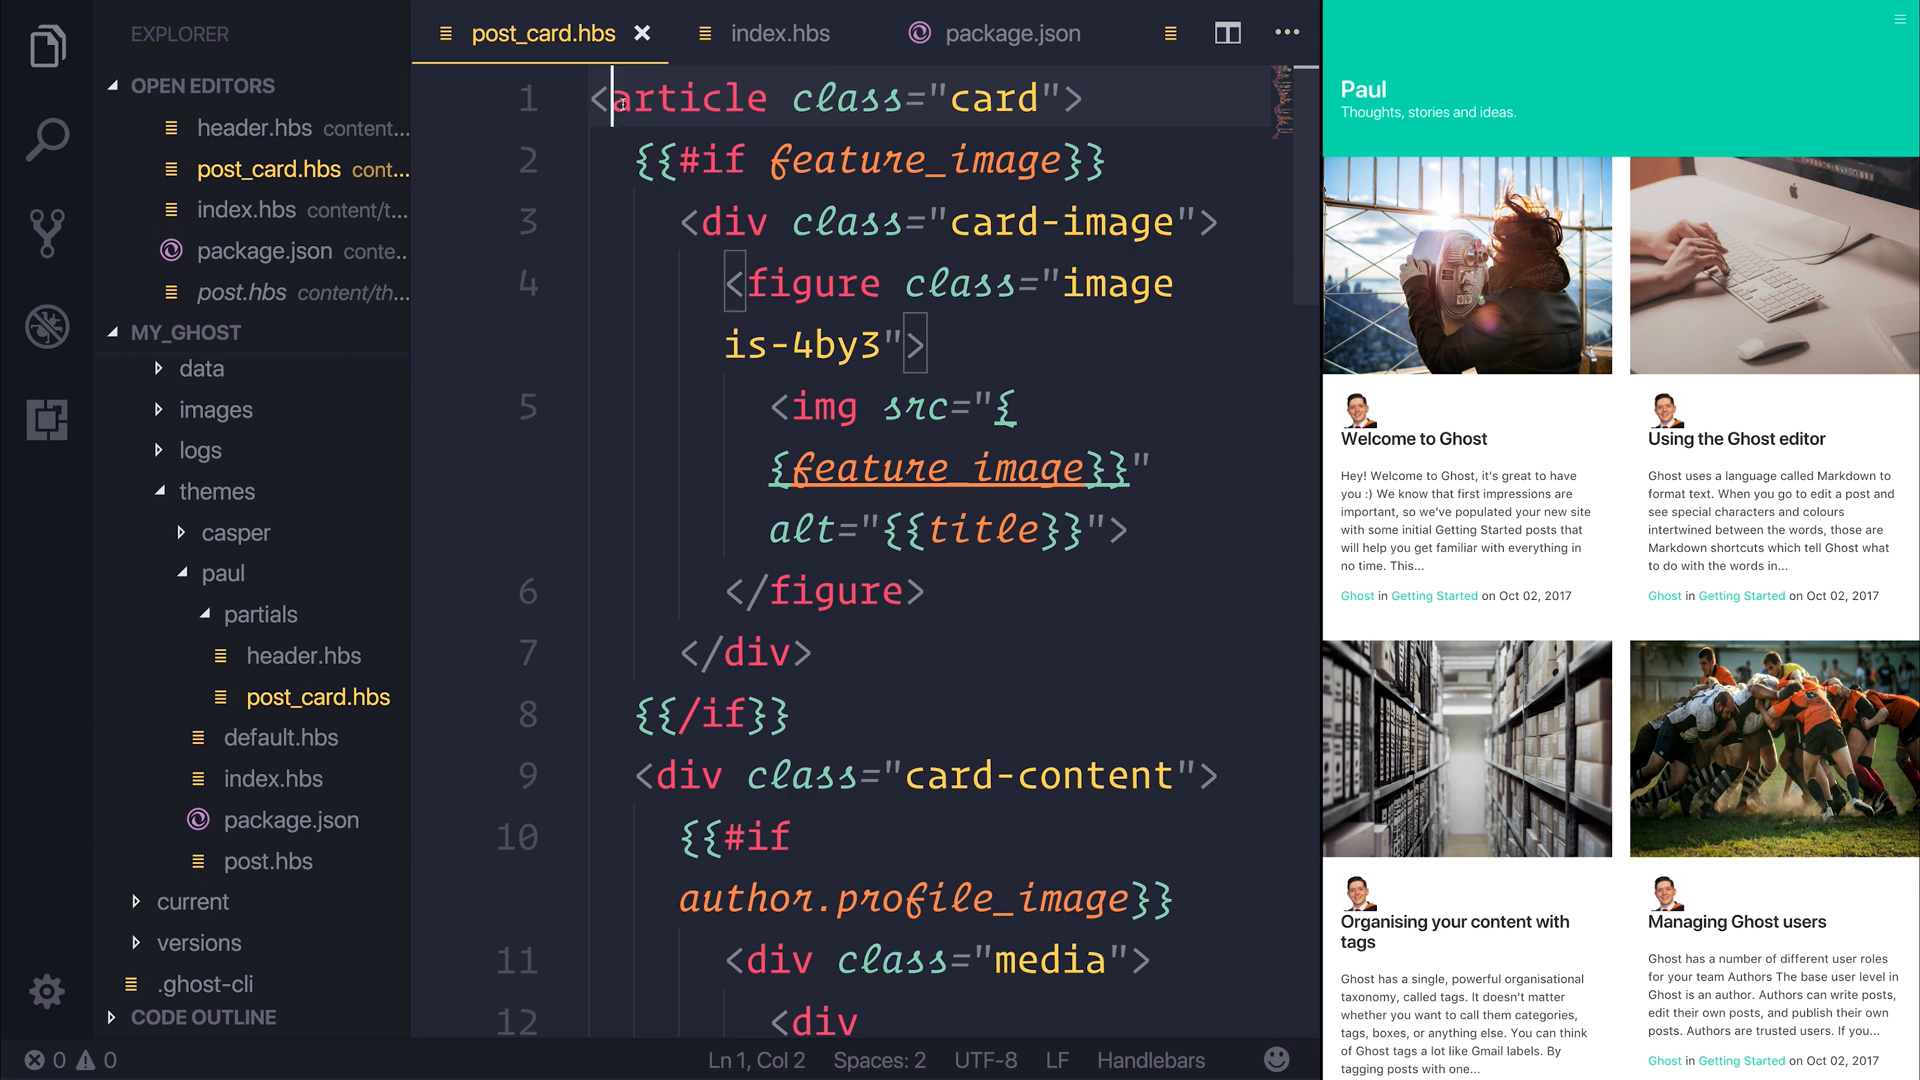 EXPLORER
OPEN EDITORS
header.hbs content...
post_card.hbs cont...
index.hbs content/t...
package.json conte...
post.hbs content/th...
MY_GHOST
data
images
logs
themes
casper
paul
partials
header.hbs
post_card.hbs
default.hbs
index.hbs
package.json
post.hbs
current
versions
.ghost-cli
CODE OUTLINE
post_card.hbs
index.hbs
package.json
1 <article class="card">
2 {{#if feature_image}}
3 <div class="card-image">
4 <figure class="image
is-4by3">
5 <img src="{
{feature_image}}"
alt="{{title}}">
6 </figure>
7 </div>
8 {{/if}}
9 <div class="card-content">
10 {{#if
author.profile_image}}
11 <div class="media">
12 <div
0 0
Ln 1, Col 2 Spaces: 2 UTF-8 LF Handlebars
Paul
Thoughts, stories and ideas.
Welcome to Ghost
Hey! Welcome to Ghost, it's great to have
you :) We know that first impressions are
important, so we've populated your new site
with some initial Getting Started posts that
will help you get familiar with everything in
no time. This...
Ghost in Getting Started on Oct 02, 2017
Using the Ghost editor
Ghost uses a language called Markdown to
format text. When you go to edit a post and
see special characters and colours
intertwined between the words, those are
Markdown shortcuts which tell Ghost what
to do with the words in...
Ghost in Getting Started on Oct 02, 2017
Organising your content with
tags
Ghost has a single, powerful organisational
taxonomy, called tags. It doesn't matter
whether you want to call them categories,
tags, boxes, or anything else. You can think
of Ghost tags a lot like Gmail labels. By
tagging posts with one...
Managing Ghost users
Ghost has a number of different user roles
for your team Authors The base user level in
Ghost is an author. Authors can write posts,
edit their own posts, and publish their own
posts. Authors are trusted users. If you...
Ghost in Getting Started on Oct 02, 2017